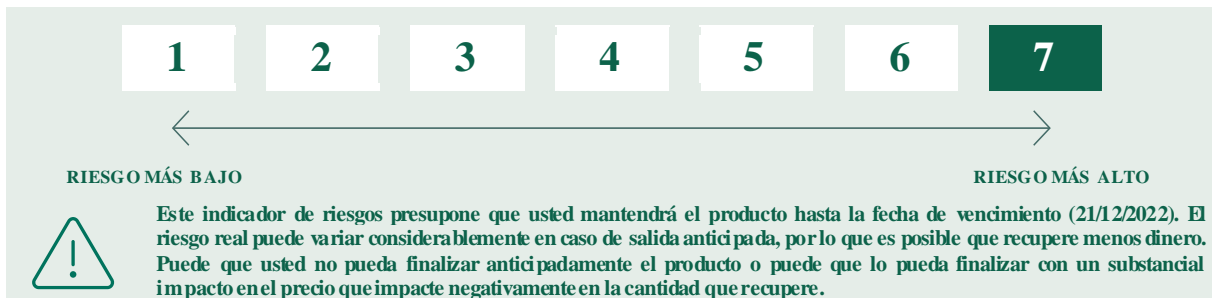 1 2 3 4 5 6 7
RIESGO MÁS BAJO RIESGO MÁS ALTO
Este indicador de riesgos presupone que usted mantendrá el producto hasta la fecha de vencimiento (21/12/2022). El
riesgo real puede variar considerablemente en caso de salida anticipada, por lo que es posible que recupere menos dinero.
Puede que usted no pueda finalizar anticipadamente el producto o puede que lo pueda finalizar con un substancial
impacto en el precio que impacte negativamente en la cantidad que recupere.